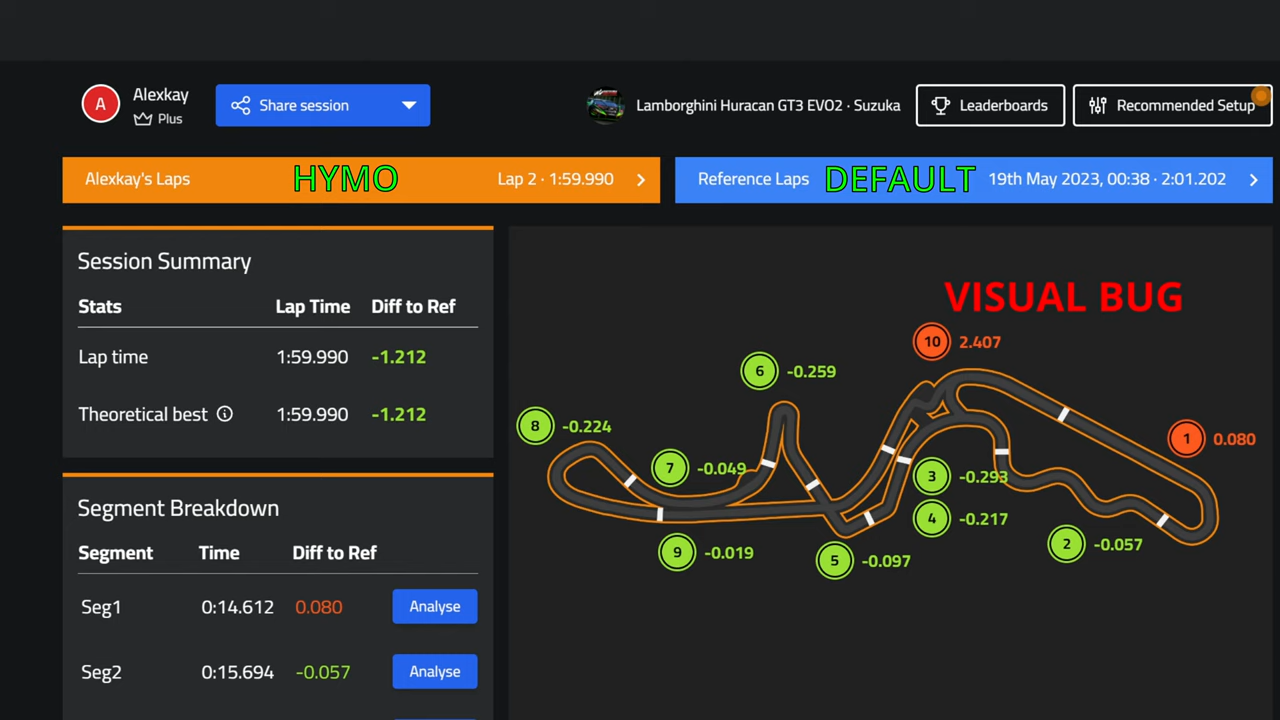 A
Alexkay
Plus
Share session
Lamborghini Huracan GT3 EVO2 · Suzuka
Leaderboards
Recommended Setup
Alexkay's Laps
HYMO
Lap 2 · 1:59.990
Reference Laps
DEFAULT
19th May 2023, 00:38 · 2:01.202
Session Summary
Stats Lap Time Diff to Ref
Lap time 1:59.990 -1.212
Theoretical best 1:59.990 -1.212
Segment Breakdown
Segment Time Diff to Ref
Seg1 0:14.612 0.080 Analyse
Seg2 0:15.694 -0.057 Analyse
VISUAL BUG
10 2.407
6 -0.259
8 -0.224
1 0.080
7 -0.049
3 -0.293
4 -0.217
2 -0.057
9 -0.019
5 -0.097